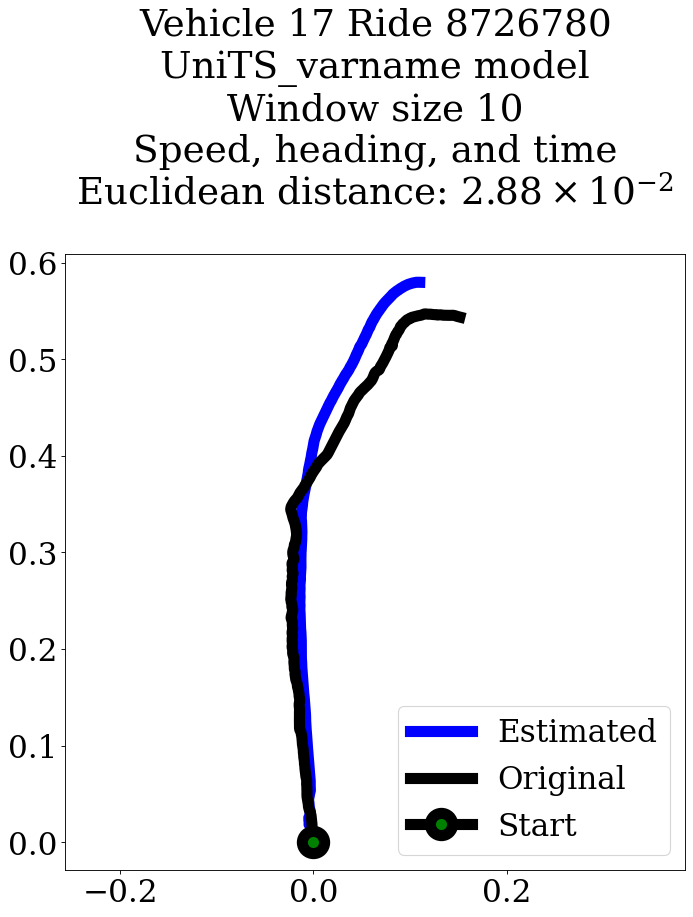 Vehicle 17 Ride 8726780
UniTS_varname model
Window size 10
Speed, heading, and time
Euclidean distance: 2.88 × 10⁻²
0.6
0.5
0.4
0.3
0.2
0.1
0.0
−0.2 0.0 0.2
Estimated
Original
Start